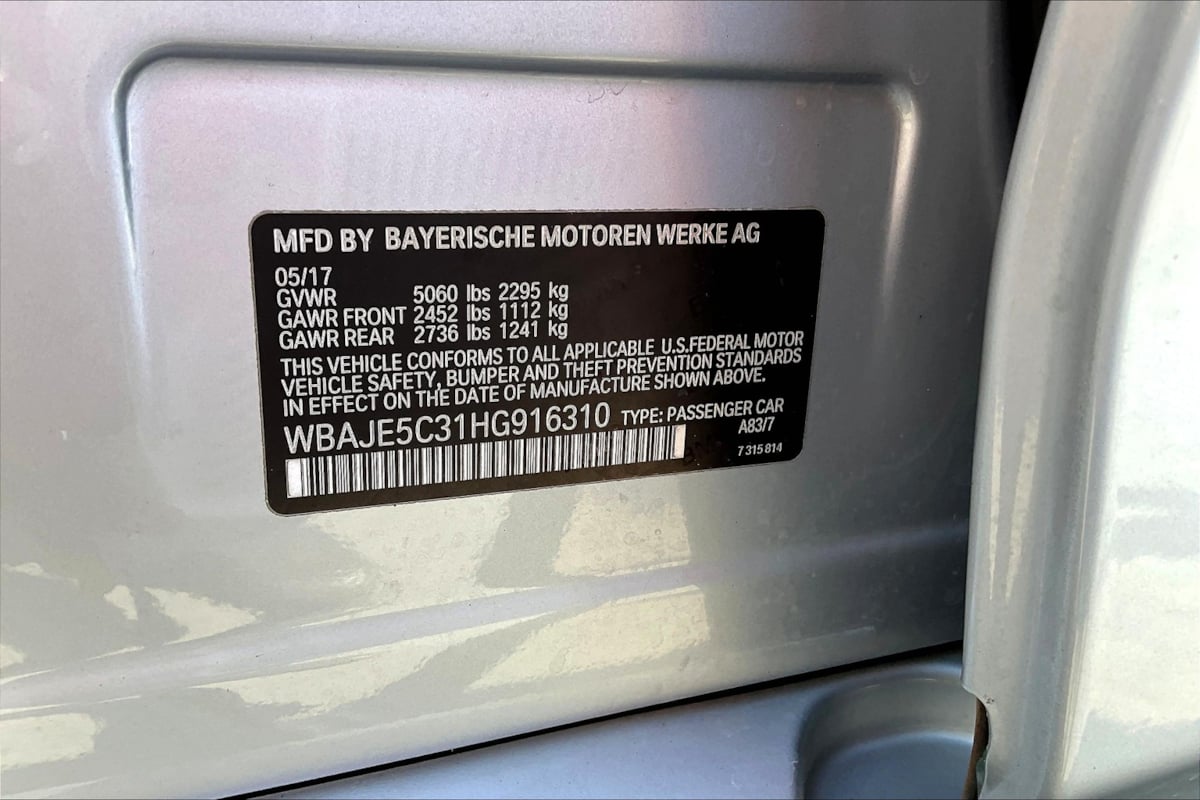 MFD BY BAYERISCHE MOTOREN WERKE AG
05/17
GVWR 5060 lbs 2295 kg
GAWR FRONT 2452 lbs 1112 kg
GAWR REAR 2736 lbs 1241 kg
THIS VEHICLE CONFORMS TO ALL APPLICABLE U.S.FEDERAL MOTOR
VEHICLE SAFETY, BUMPER AND THEFT PREVENTION STANDARDS
IN EFFECT ON THE DATE OF MANUFACTURE SHOWN ABOVE.
WBAJE5C31HG916310 TYPE: PASSENGER CAR
A83/7
7 315 814